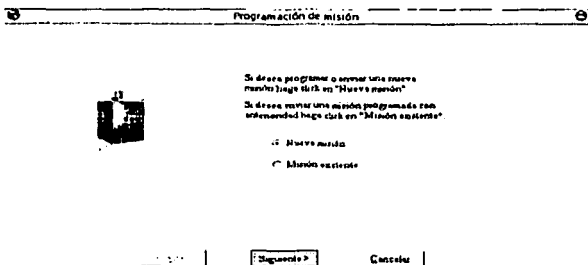 Programación de misión
Si desea programar o enviar una nueva
misión haga click en "Nueva misión"
Si desea enviar una misión programada con
anterioridad haga click en "Misión existente".
Nueva misión
Misión existente
Siguiente >
Cancelar